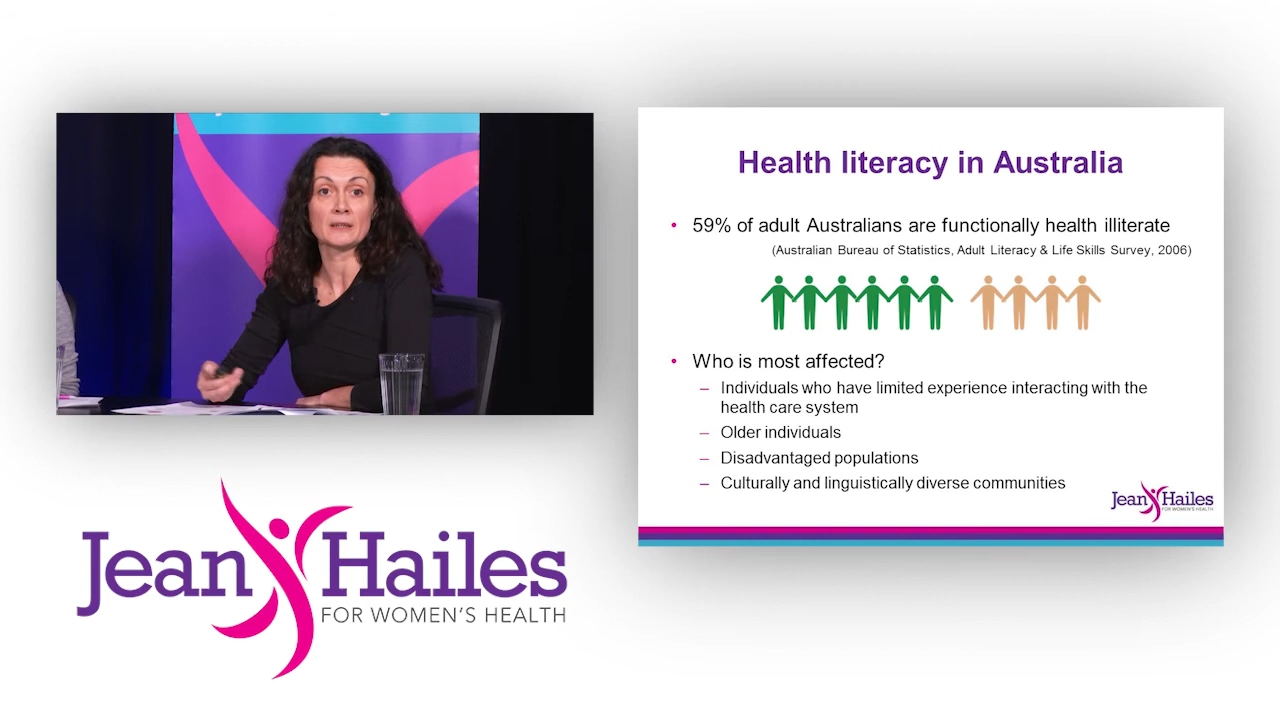 Health literacy in Australia
• 59% of adult Australians are functionally health illiterate
(Australian Bureau of Statistics, Adult Literacy & Life Skills Survey, 2006)
• Who is most affected?
– Individuals who have limited experience interacting with the
health care system
– Older individuals
– Disadvantaged populations
– Culturally and linguistically diverse communities
Jean Hailes
FOR WOMEN'S HEALTH
Jean Hailes
FOR WOMEN'S HEALTH